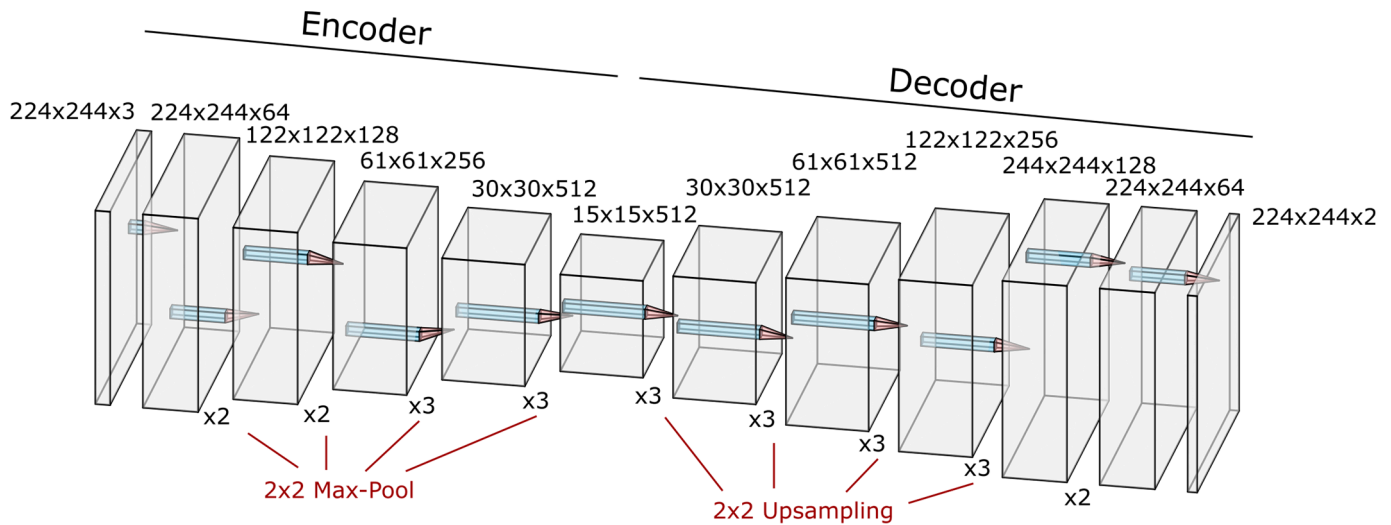 Encoder
Decoder
224x244x3
224x244x64
122x122x128
61x61x256
30x30x512
15x15x512
30x30x512
61x61x512
122x122x256
244x244x128
224x244x64
224x244x2
x2
x2
x3
x3
x3
x3
x3
x3
x2
2x2 Max-Pool
2x2 Upsampling